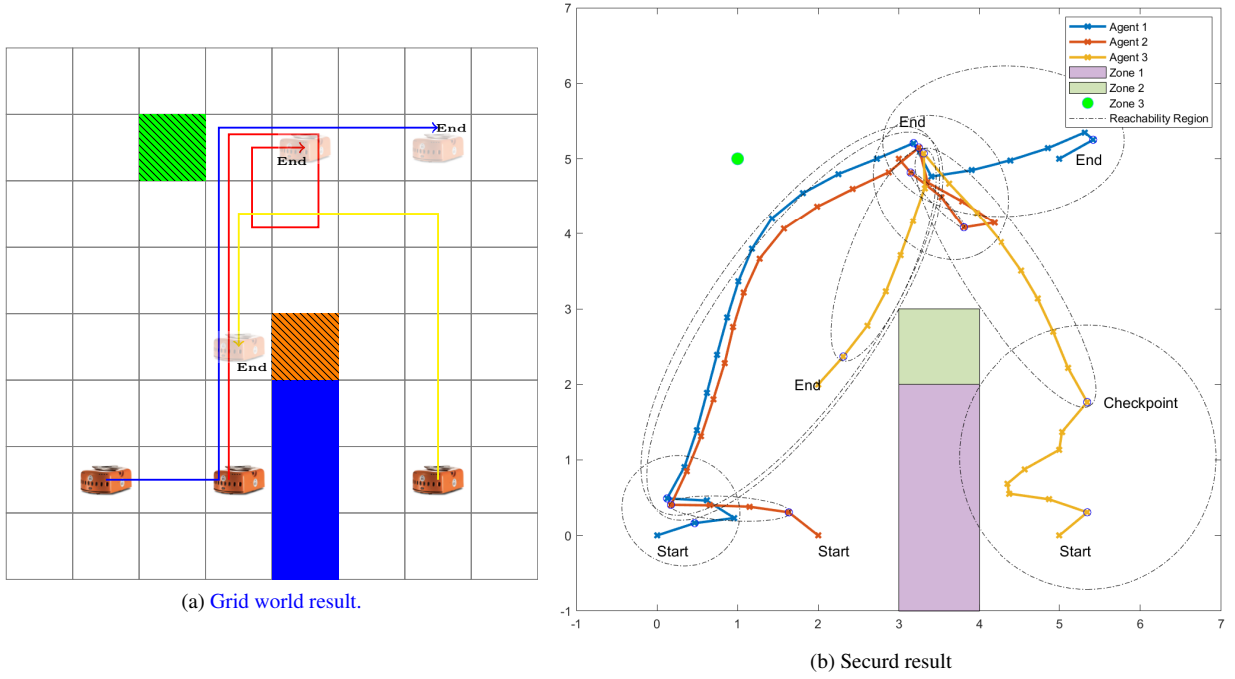 End
End
End
(a) Grid world result.
7
6
5
4
3
2
1
0
-1
-1
0
1
2
3
4
5
6
7
Agent 1
Agent 2
Agent 3
Zone 1
Zone 2
Zone 3
Reachability Region
End
End
End
Checkpoint
Start
Start
Start
(b) Securd result